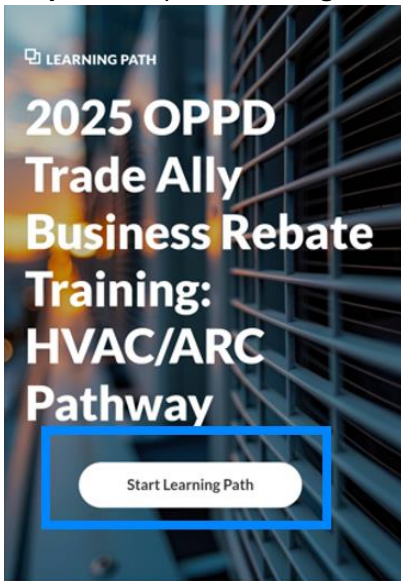 LEARNING PATH
2025 OPPD
Trade Ally
Business Rebate
Training:
HVAC/ARC
Pathway
Start Learning Path